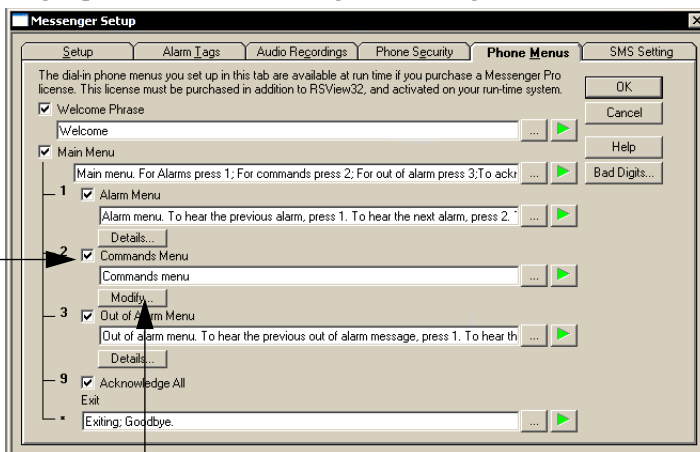 Messenger Setup
Setup Alarm Tags Audio Recordings Phone Security Phone Menus SMS Setting
The dial-in phone menus you set up in this tab are available at run time if you purchase a Messenger Pro
license. This license must be purchased in addition to RSView32, and activated on your run-time system.
OK
Cancel
Help
Bad Digits...
Welcome Phrase
Welcome ...
Main Menu
Main menu. For Alarms press 1; For commands press 2; For out of alarm press 3;To ackr ...
1 Alarm Menu
Alarm menu. To hear the previous alarm, press 1. To hear the next alarm, press 2. ...
Details...
2 Commands Menu
Commands menu ...
Modify...
3 Out of Alarm Menu
Out of alarm menu. To hear the previous out of alarm message, press 1. To hear th ...
Details...
9 Acknowledge All
Exit
* Exiting; Goodbye. ...